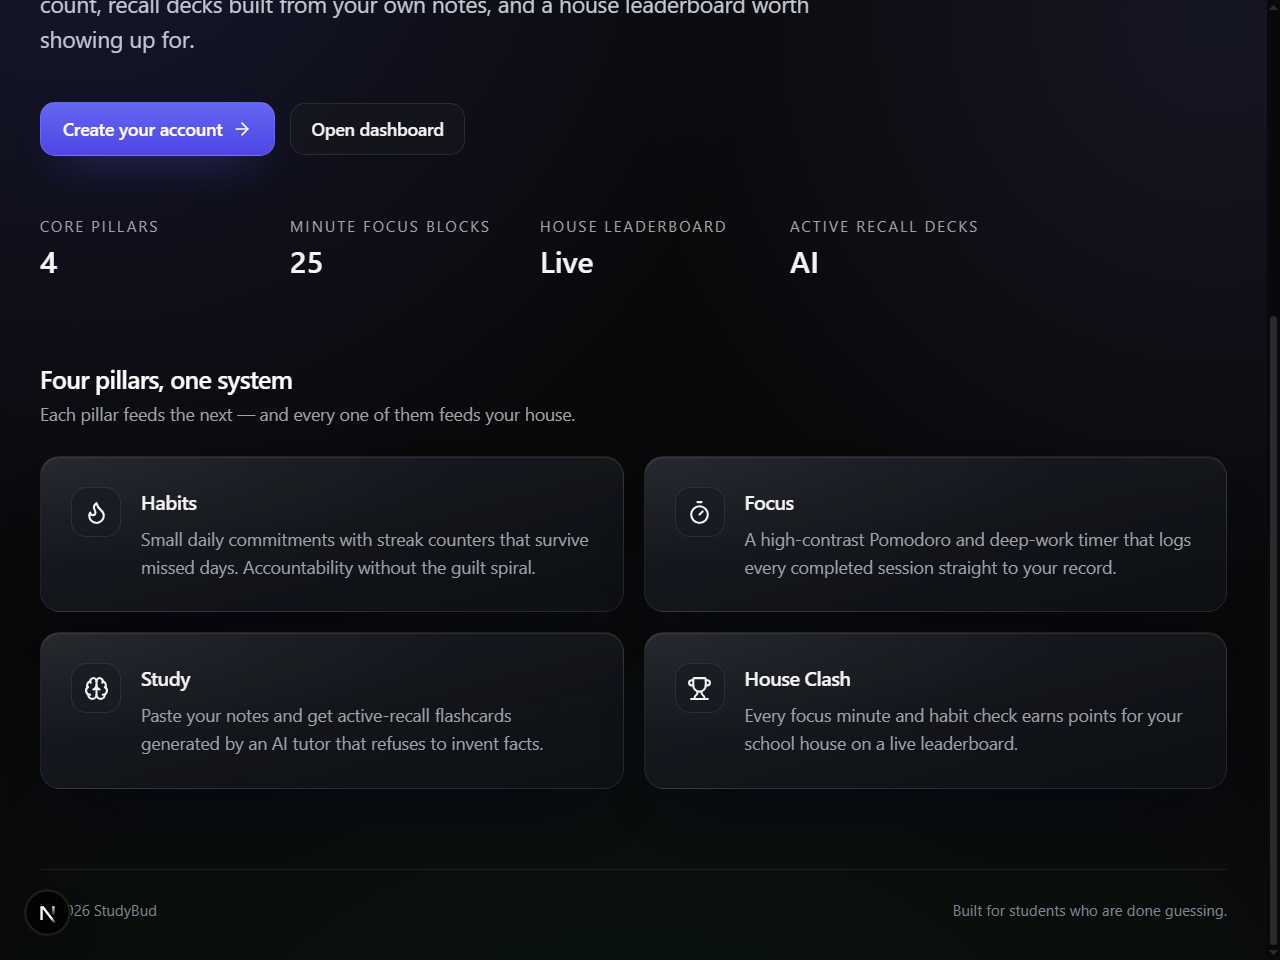 count, recall decks built from your own notes, and a house leaderboard worth
showing up for.
Create your account →
Open dashboard
CORE PILLARS
4
MINUTE FOCUS BLOCKS
25
HOUSE LEADERBOARD
Live
ACTIVE RECALL DECKS
AI
Four pillars, one system
Each pillar feeds the next — and every one of them feeds your house.
Habits
Small daily commitments with streak counters that survive
missed days. Accountability without the guilt spiral.
Focus
A high-contrast Pomodoro and deep-work timer that logs
every completed session straight to your record.
Study
Paste your notes and get active-recall flashcards
generated by an AI tutor that refuses to invent facts.
House Clash
Every focus minute and habit check earns points for your
school house on a live leaderboard.
N
26 StudyBud
Built for students who are done guessing.